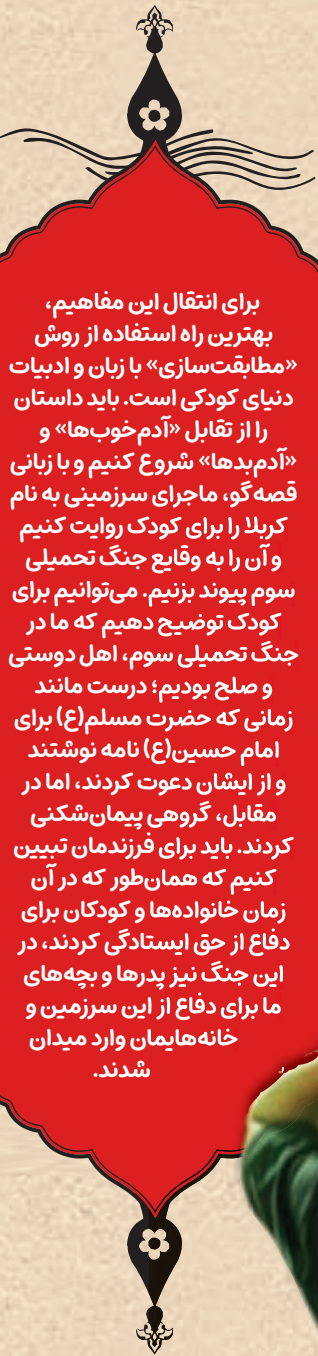 برای انتقال این مفاهیم،
بهترین راه استفاده از روش
«مطابقت‌سازی» با زبان و ادبیات
دنیای کودکی است. باید داستان
را از تقابل «آدم‌خوب‌ها» و
«آدم‌بدها» شروع کنیم و با زبانی
قصه‌گو، ماجرای سرزمینی به نام
کربلا را برای کودک روایت کنیم
و آن را به وقایع جنگ تحمیلی
سوم پیوند بزنیم. می‌توانیم برای
کودک توضیح دهیم که ما در
جنگ تحمیلی سوم، اهل دوستی
و صلح بودیم؛ درست مانند
زمانی که حضرت مسلم(ع) برای
امام حسین(ع) نامه نوشتند
و از ایشان دعوت کردند، اما در
مقابل، گروهی پیمان‌شکنی
کردند. باید برای فرزندمان تبیین
کنیم که همان‌طور که در آن
زمان خانواده‌ها و کودکان برای
دفاع از حق ایستادگی کردند، در
این جنگ نیز پدرها و بچه‌های
ما برای دفاع از این سرزمین و
خانه‌هایمان وارد میدان
شدند.